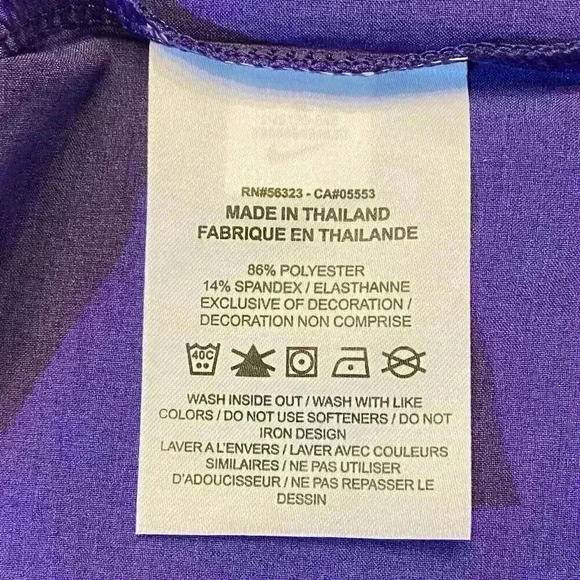 RN#56323 - CA#05553
MADE IN THAILAND
FABRIQUE EN THAILANDE
86% POLYESTER
14% SPANDEX / ELASTHANNE
EXCLUSIVE OF DECORATION /
DECORATION NON COMPRISE
40C
WASH INSIDE OUT / WASH WITH LIKE
COLORS / DO NOT USE SOFTENERS / DO NOT
IRON DESIGN
LAVER A L'ENVERS / LAVER AVEC COULEURS
SIMILAIRES / NE PAS UTILISER
D'ADOUCISSEUR / NE PAS REPASSER LE
DESSIN